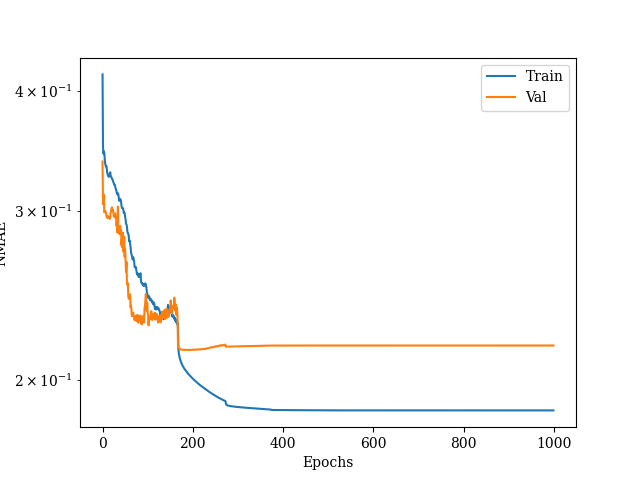 4 × 10⁻¹
3 × 10⁻¹
2 × 10⁻¹
NMAE
0 200 400 600 800 1000
Epochs
Train
Val